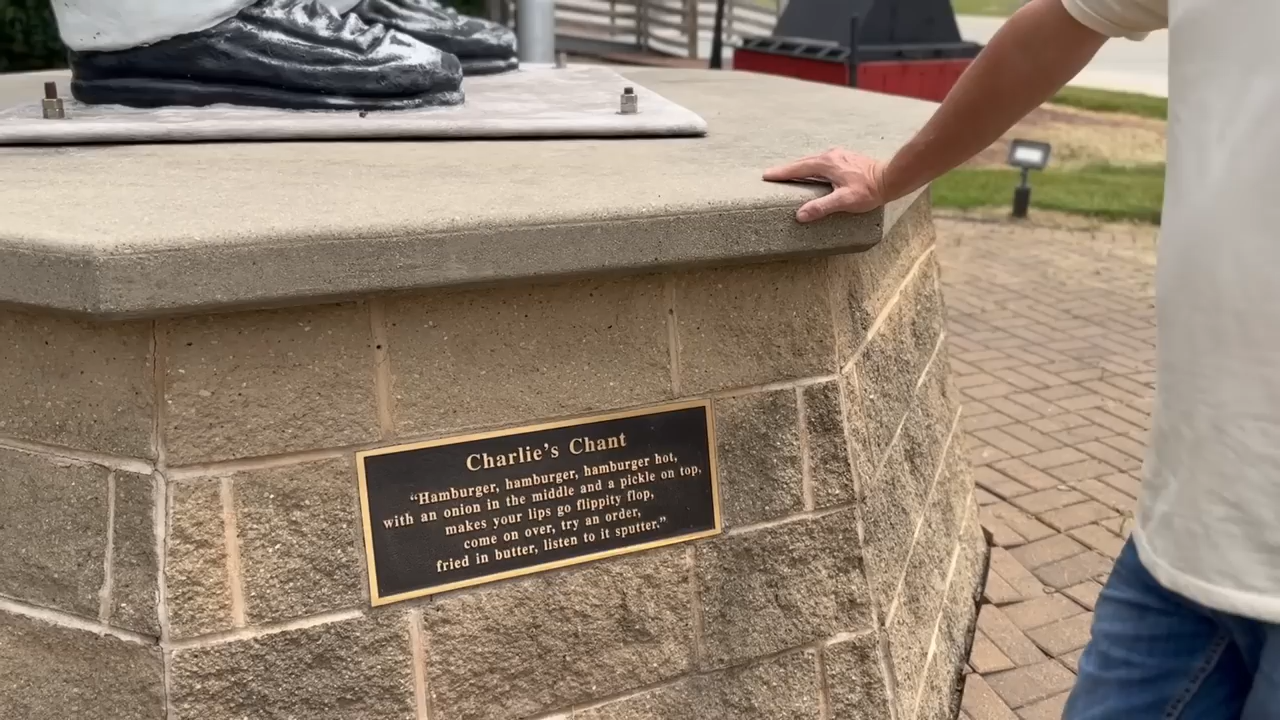 Charlie's Chant
“Hamburger, hamburger, hamburger hot,
with an onion in the middle and a pickle on top,
makes your lips go flippity flop,
come on over, try an order,
fried in butter, listen to it sputter.”